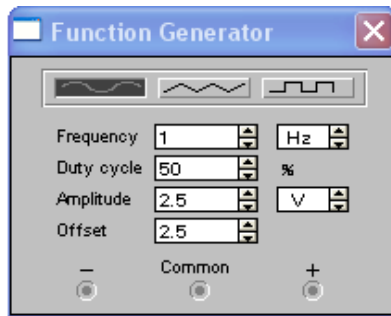 Function Generator
Frequency 1 Hz
Duty cycle 50 %
Amplitude 2.5 V
Offset 2.5
− Common +